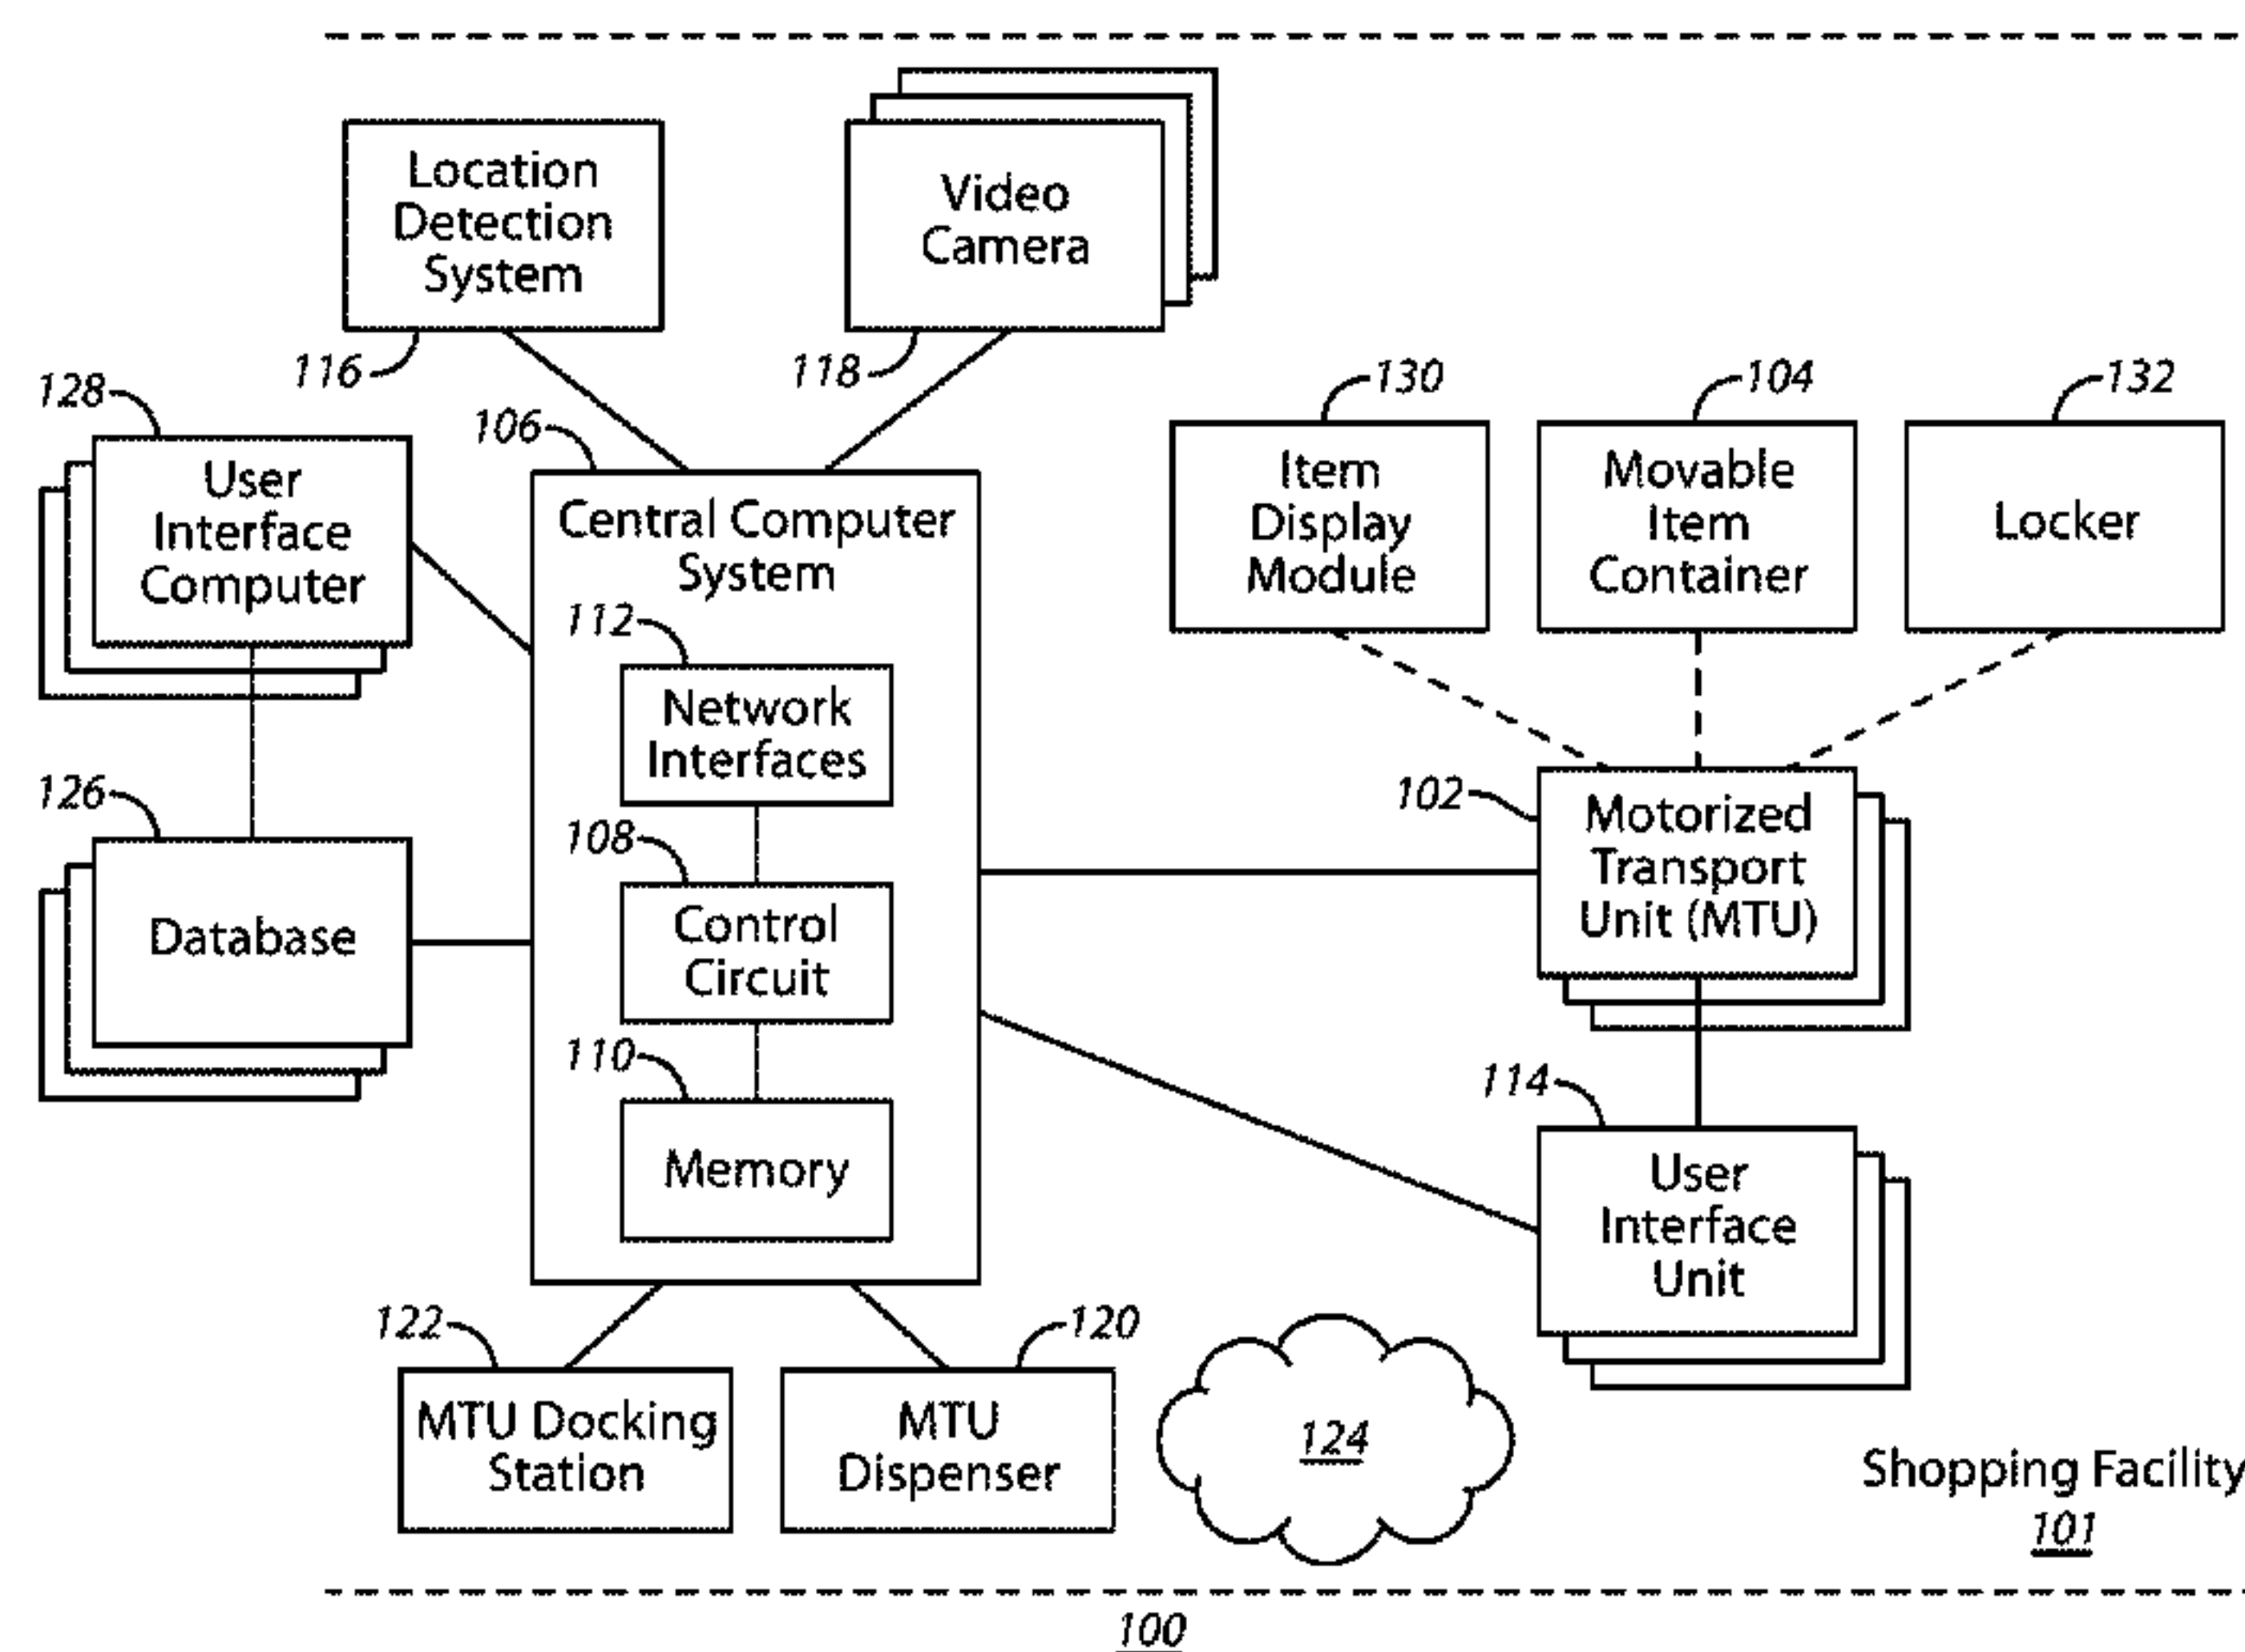 Location
Detection
System
116
Video
Camera
118
128
User
Interface
Computer
106
Central Computer
System
112
Network
Interfaces
108
Control
Circuit
110
Memory
126
Database
130
Item
Display
Module
104
Movable
Item
Container
132
Locker
102
Motorized
Transport
Unit (MTU)
114
User
Interface
Unit
122
MTU Docking
Station
120
MTU
Dispenser
124
Shopping Facility
101
100